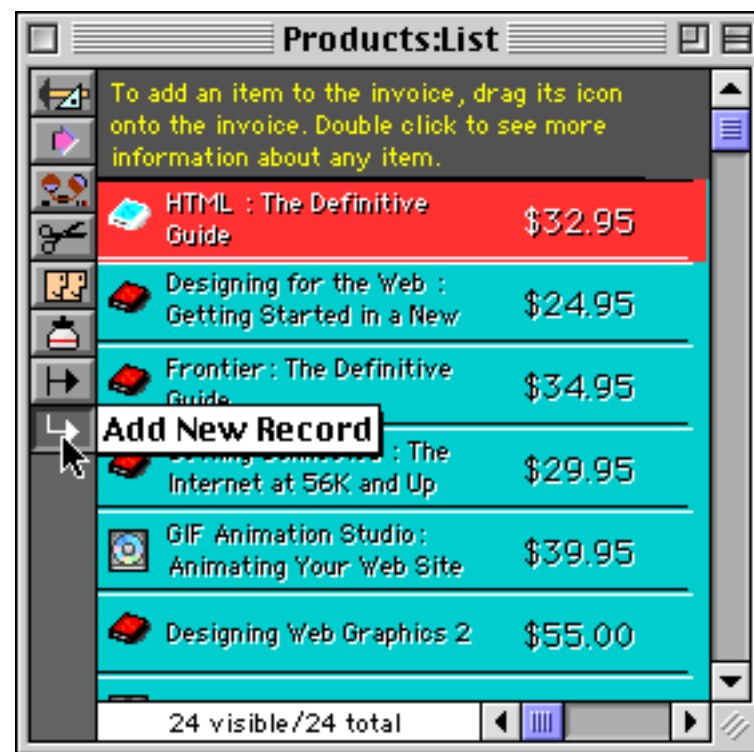 Products:List
To add an item to the invoice, drag its icon
onto the invoice. Double click to see more
information about any item.
HTML : The Definitive
Guide
$32.95
Designing for the Web :
Getting Started in a New
$24.95
Frontier: The Definitive
Guide
$34.95
Add New Record
: The
Internet at 56K and Up
$29.95
GIF Animation Studio:
Animating Your Web Site
$39.95
Designing Web Graphics 2
$55.00
24 visible/24 total